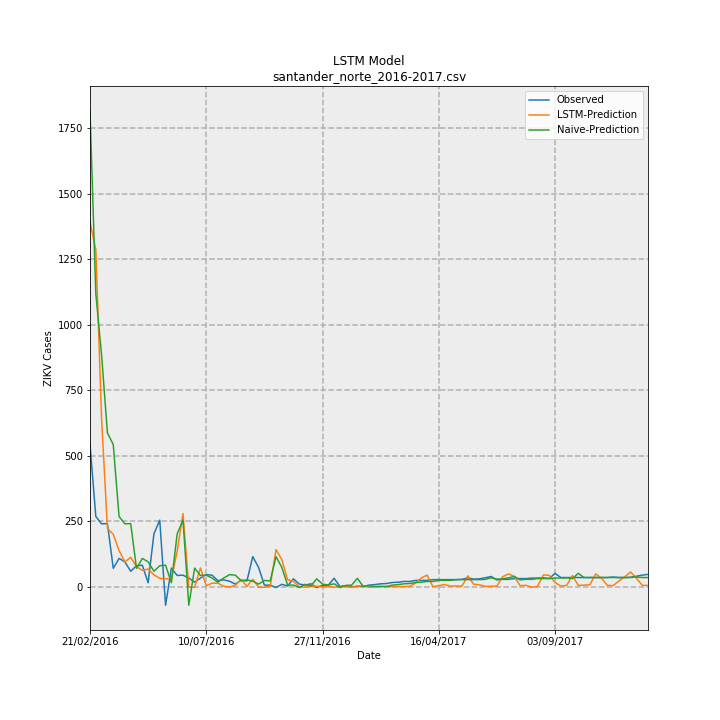 LSTM Model
santander_norte_2016-2017.csv
Observed
LSTM-Prediction
Naive-Prediction
1750
1500
1250
1000
750
500
250
0
ZIKV Cases
21/02/2016
10/07/2016
27/11/2016
16/04/2017
03/09/2017
Date